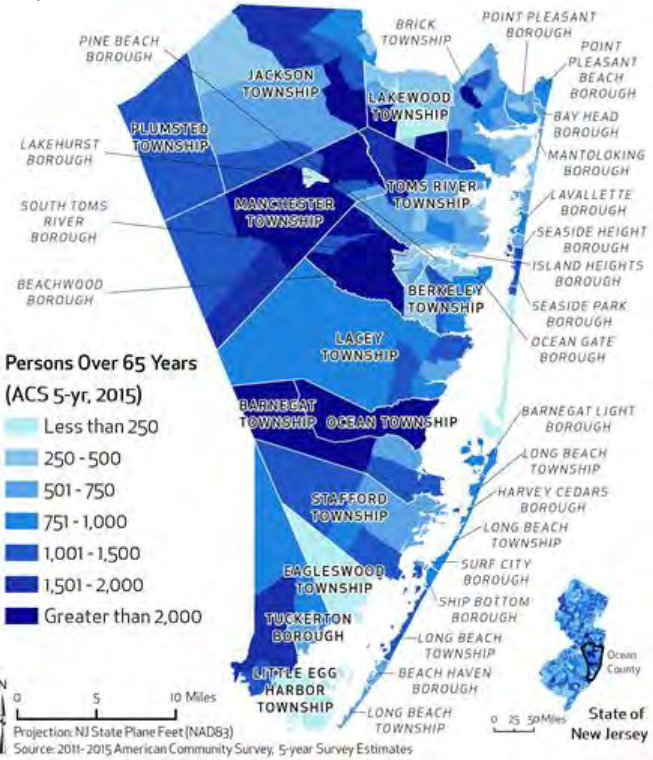 BRICK
TOWNSHIP
POINT PLEASANT
BOROUGH
PINE BEACH
BOROUGH
POINT
PLEASANT
BEACH
BOROUGH
JACKSON
TOWNSHIP
LAKEWOOD
TOWNSHIP
BAY HEAD
BOROUGH
PLUMSTED
TOWNSHIP
MANTOLOKING
BOROUGH
LAKEHURST
BOROUGH
TOMS RIVER
TOWNSHIP
LAVALLETTE
BOROUGH
MANCHESTER
TOWNSHIP
SOUTH TOMS
RIVER
BOROUGH
SEASIDE HEIGHT
BOROUGH
ISLAND HEIGHTS
BOROUGH
BEACHWOOD
BOROUGH
BERKELEY
TOWNSHIP
SEASIDE PARK
BOROUGH
OCEAN GATE
BOROUGH
LACEY
TOWNSHIP
Persons Over 65 Years
(ACS 5-yr, 2015)
Less than 250
250 - 500
501 - 750
751 - 1,000
1,001 - 1,500
1,501 - 2,000
Greater than 2,000
BARNEGAT
TOWNSHIP
OCEAN TOWNSHIP
BARNEGAT LIGHT
BOROUGH
LONG BEACH
TOWNSHIP
STAFFORD
TOWNSHIP
HARVEY CEDARS
BOROUGH
LONG BEACH
TOWNSHIP
EAGLESWOOD
TOWNSHIP
SURF CITY
BOROUGH
SHIP BOTTOM
BOROUGH
TUCKERTON
BOROUGH
LONG BEACH
TOWNSHIP
LITTLE EGG
HARBOR
TOWNSHIP
BEACH HAVEN
BOROUGH
LONG BEACH
TOWNSHIP
Ocean
County
N
0 5 10 Miles
0 25 50 Miles
State of
New Jersey
Projection: NJ State Plane Feet (NAD83)
Source: 2011-2015 American Community Survey, 5-year Survey Estimates